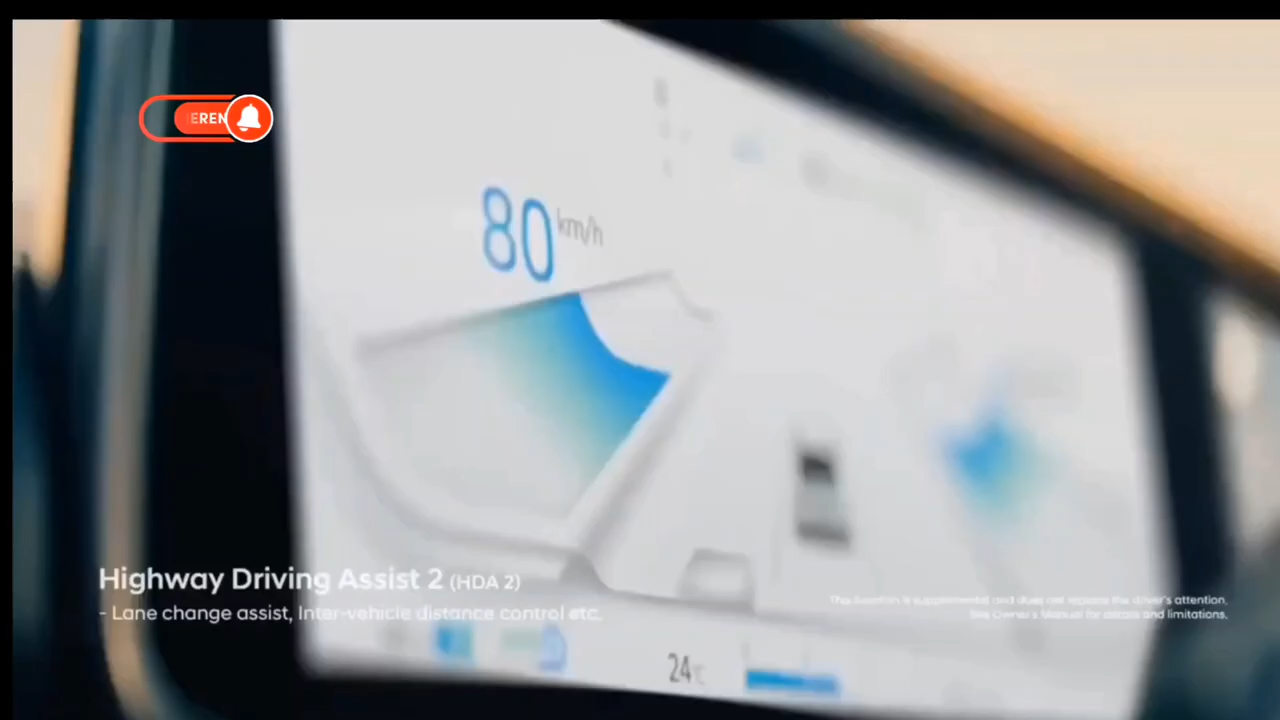 EREN
80 km/h
Highway Driving Assist 2 (HDA 2)
- Lane change assist, Inter-vehicle distance control etc.
This function is supplemental and does not replace the driver's attention.
See Owner's Manual for details and limitations.
24°C